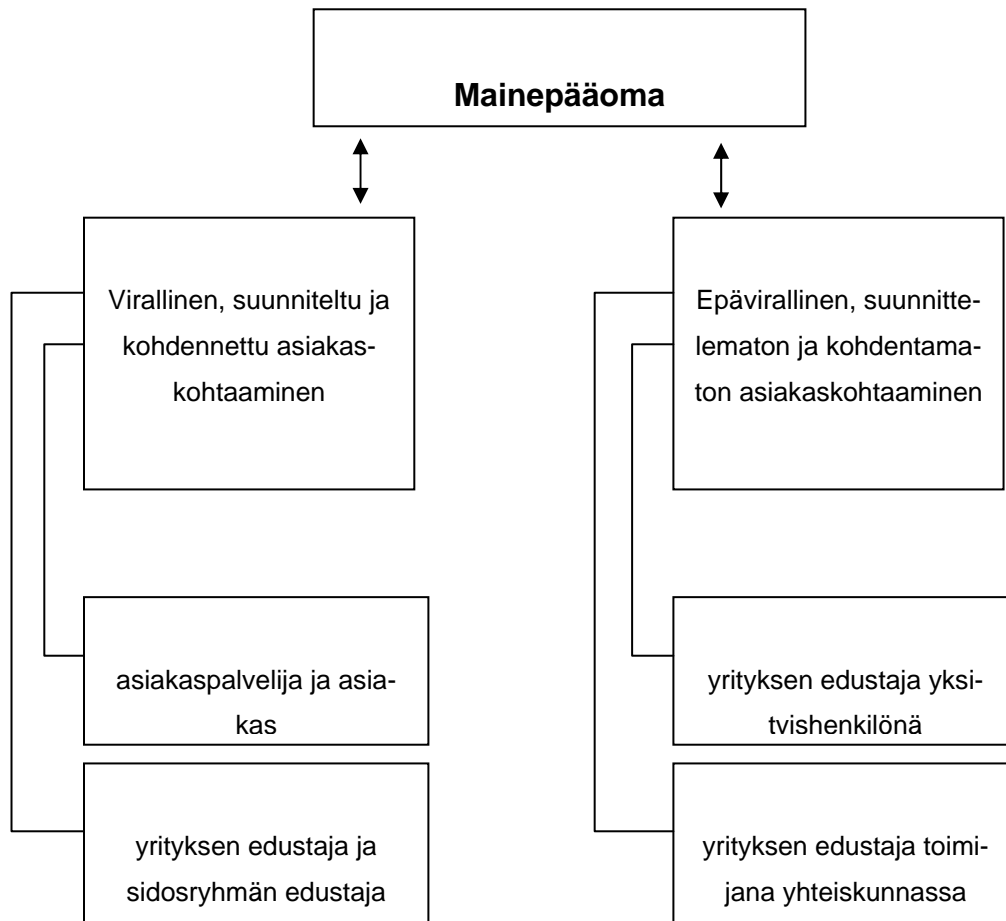 Mainepääoma
Virallinen, suunniteltu ja
kohdennettu asiakas-
kohtaaminen
Epävirallinen, suunnitte-
lematon ja kohdentama-
ton asiakaskohtaaminen
asiakaspalvelija ja asia-
kas
yrityksen edustaja yksi-
tyishenkilönä
yrityksen edustaja ja
sidosryhmän edustaja
yrityksen edustaja toimi-
jana yhteiskunnassa